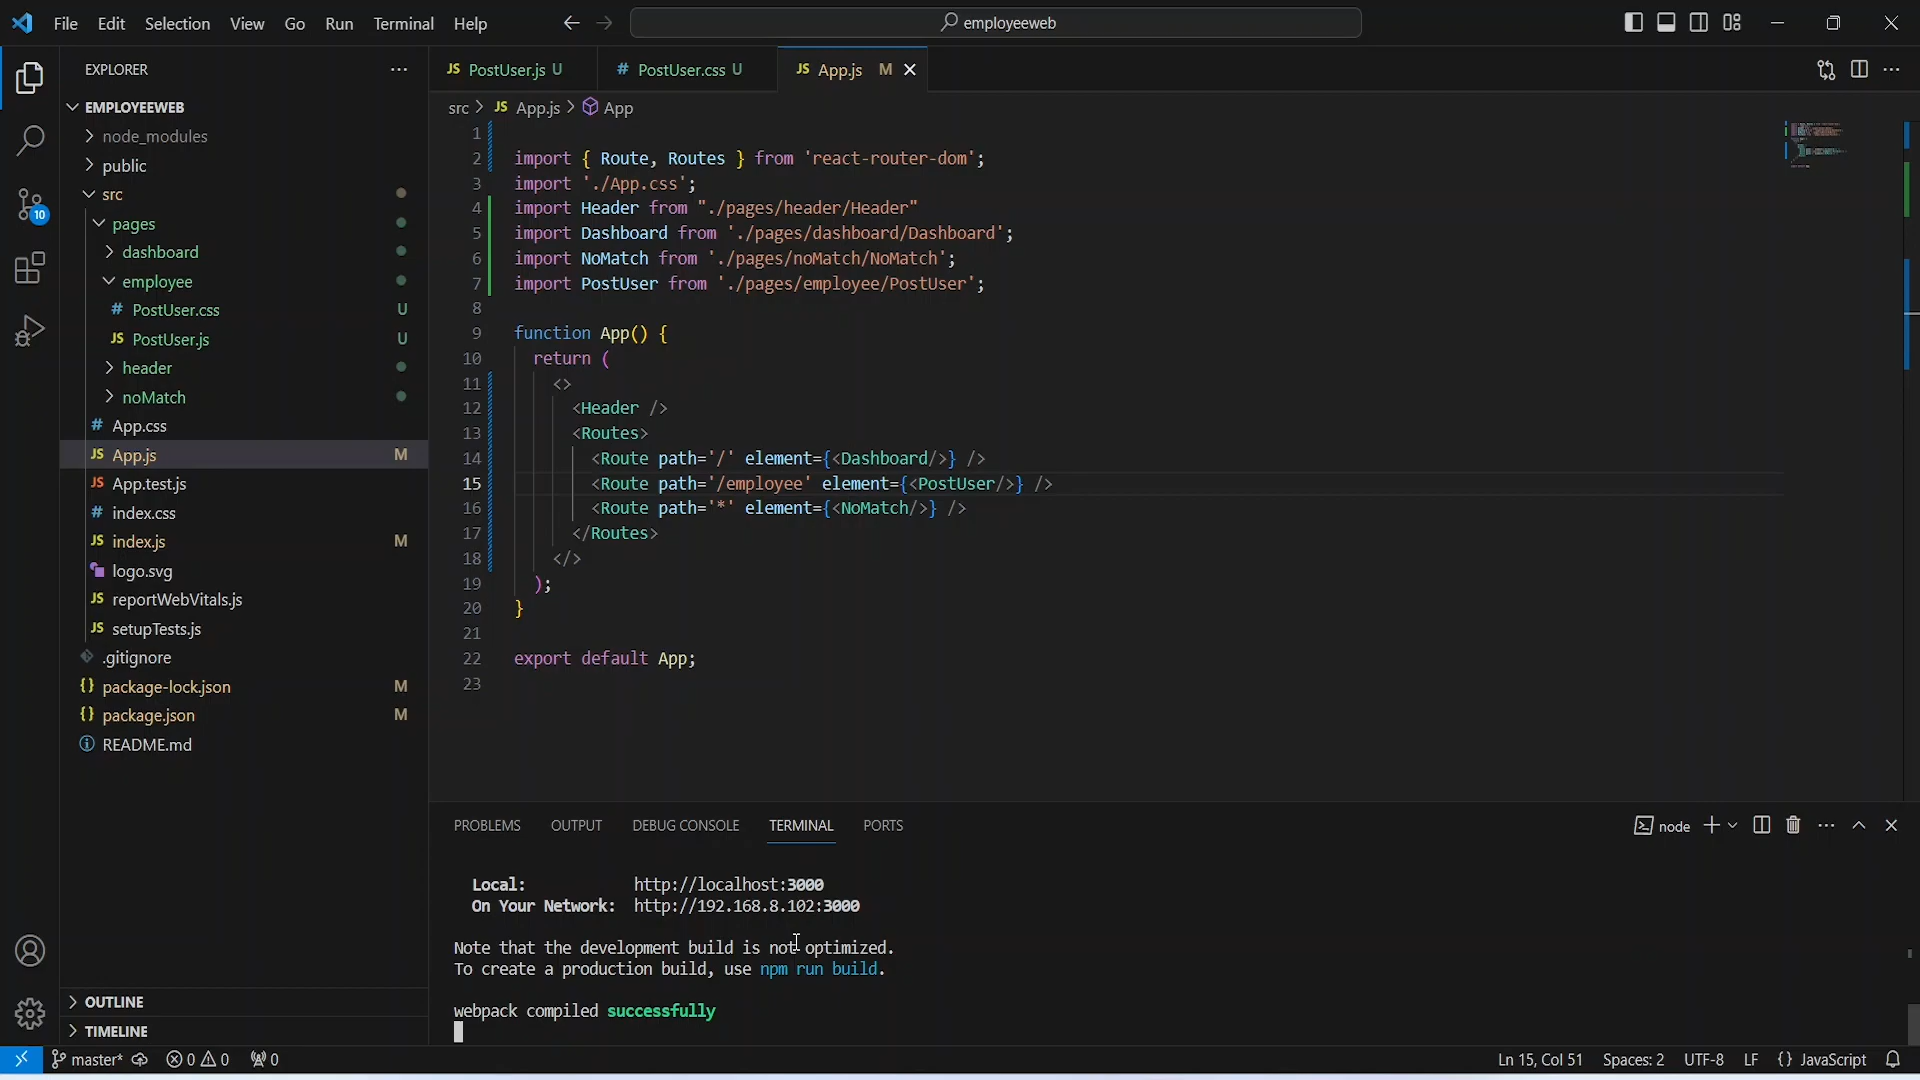 File Edit Selection View Go Run Terminal Help
employeeweb
EXPLORER
EMPLOYEEWEB
node_modules
public
src
pages
dashboard
employee
# PostUser.css U
JS PostUser.js U
header
noMatch
# App.css
JS App.js M
JS App.test.js
# index.css
JS index.js M
logo.svg
JS reportWebVitals.js
JS setupTests.js
.gitignore
{} package-lock.json M
{} package.json M
README.md
OUTLINE
TIMELINE
10
JS PostUser.js U
# PostUser.css U
JS App.js M
src > JS App.js > App
1
2 import { Route, Routes } from 'react-router-dom';
3 import './App.css';
4 import Header from "./pages/header/Header"
5 import Dashboard from './pages/dashboard/Dashboard';
6 import NoMatch from './pages/noMatch/NoMatch';
7 import PostUser from './pages/employee/PostUser';
8
9 function App() {
10 return (
11 <>
12 <Header />
13 <Routes>
14 <Route path='/' element={<Dashboard/>} />
15 <Route path='/employee' element={<PostUser/>} />
16 <Route path='*' element={<NoMatch/>} />
17 </Routes>
18 </>
19 );
20 }
21
22 export default App;
23
PROBLEMS OUTPUT DEBUG CONSOLE TERMINAL PORTS
node
Local: http://localhost:3000
On Your Network: http://192.168.8.102:3000
Note that the development build is not optimized.
To create a production build, use npm run build.
webpack compiled successfully
master* 0 0 0
Ln 15, Col 51 Spaces: 2 UTF-8 LF {} JavaScript